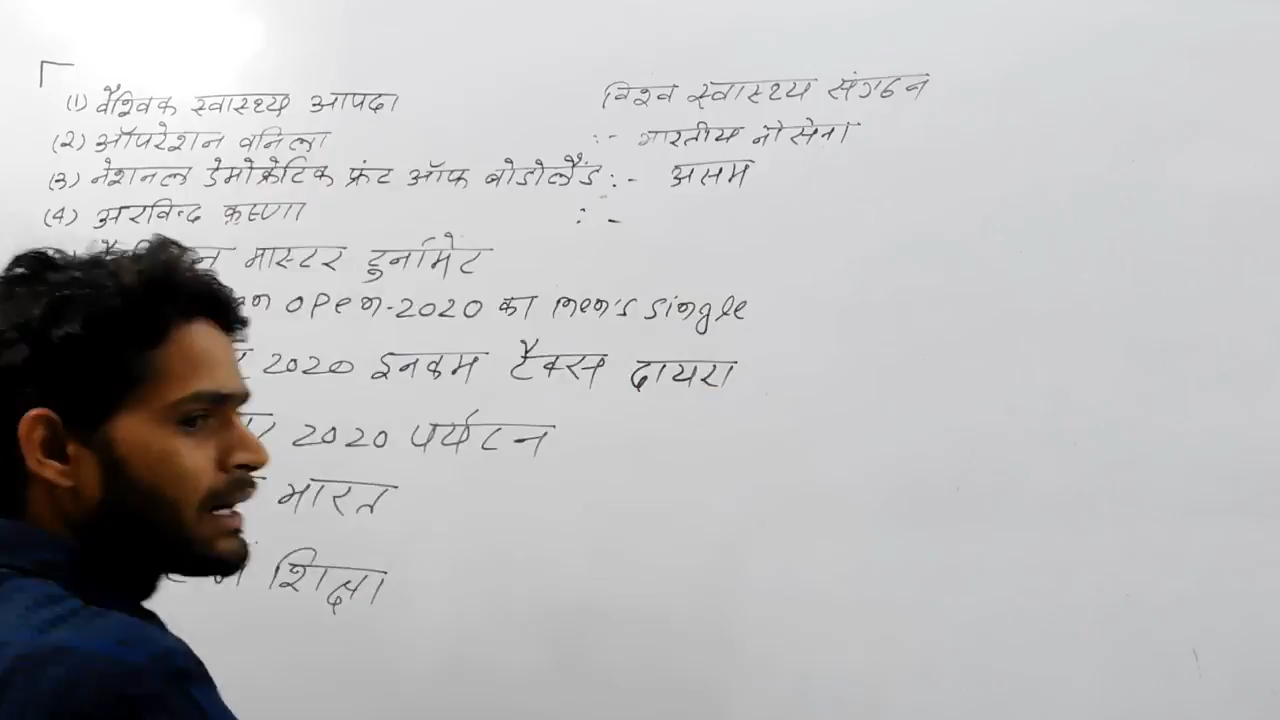 (1) वैश्विक स्वास्थ्य आपदा विश्व स्वास्थ्य संगठन
(2) ऑपरेशन वनिला :- भारतीय नौसेना
(3) नेशनल डेमोक्रेटिक फ्रंट ऑफ बोडोलैंड :- असम
(4) अरविन्द कृष्णा :-
मास्टर टुर्नामेंट
open-2020 का men's single
2020 इनकम टैक्स दायरा
2020 पर्यटन
भारत
शिक्षा